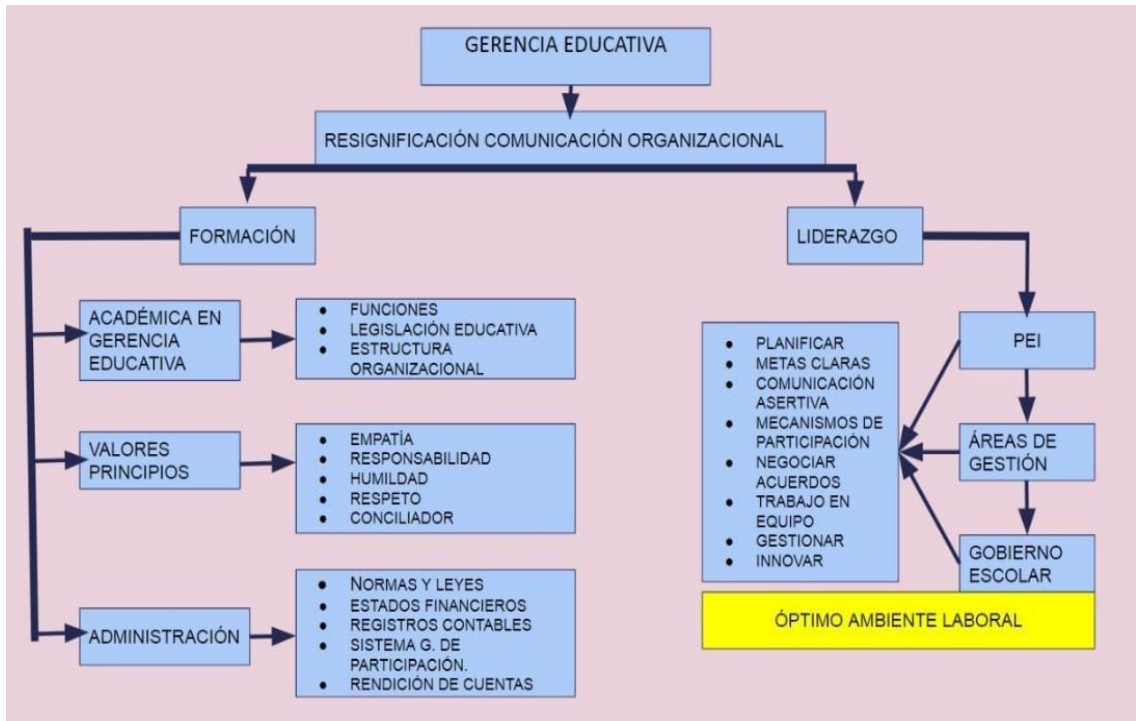 GERENCIA EDUCATIVA
RESIGNIFICACIÓN COMUNICACIÓN ORGANIZACIONAL
FORMACIÓN
ACADÉMICA EN
GERENCIA
EDUCATIVA
● FUNCIONES
● LEGISLACIÓN EDUCATIVA
● ESTRUCTURA
ORGANIZACIONAL
VALORES
PRINCIPIOS
● EMPATÍA
● RESPONSABILIDAD
● HUMILDAD
● RESPETO
● CONCILIADOR
ADMINISTRACIÓN
● NORMAS Y LEYES
● ESTADOS FINANCIEROS
● REGISTROS CONTABLES
● SISTEMA G. DE
PARTICIPACIÓN.
● RENDICIÓN DE CUENTAS
LIDERAZGO
PEI
ÁREAS DE
GESTIÓN
GOBIERNO
ESCOLAR
● PLANIFICAR
● METAS CLARAS
● COMUNICACIÓN
ASERTIVA
● MECANISMOS DE
PARTICIPACIÓN
● NEGOCIAR
ACUERDOS
● TRABAJO EN
EQUIPO
● GESTIONAR
● INNOVAR
ÓPTIMO AMBIENTE LABORAL